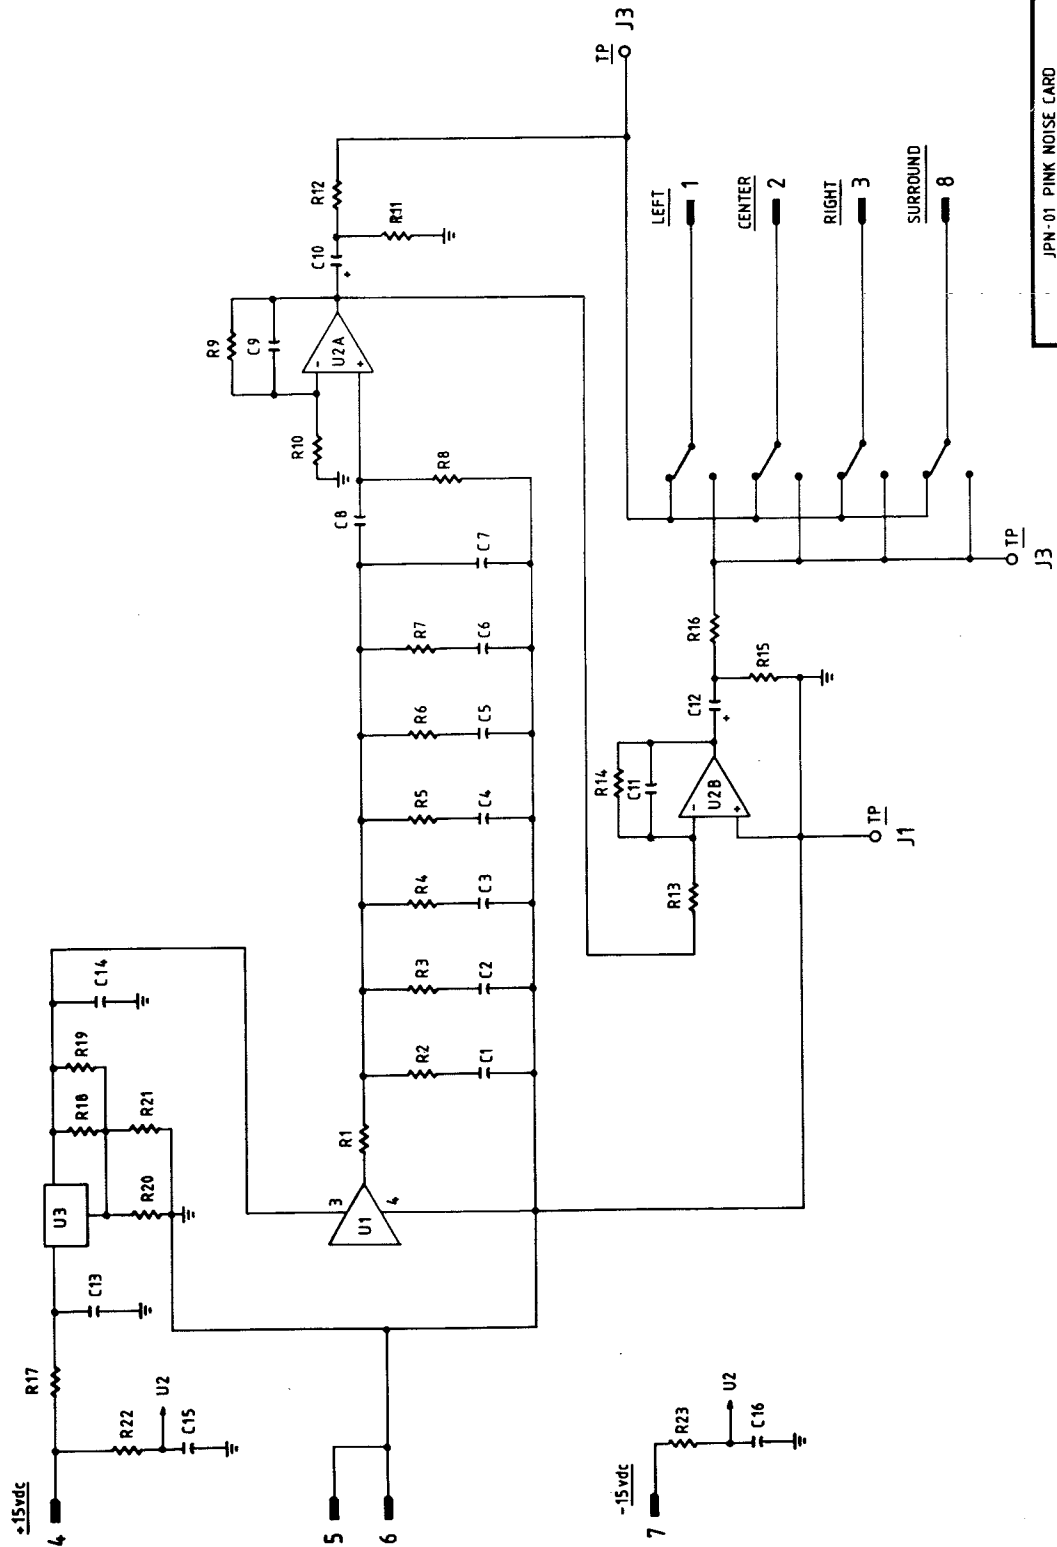 +15vdc
4
R17
R22
U2
C15
C13
U3
R18
R19
R20
R21
C14
5
6
U1
3
4
R1
R2
C1
R3
C2
R4
C3
R5
C4
R6
C5
R7
C6
C7
C8
R8
R10
R9
C9
-
+
U2A
C10
+
R11
R12
TP
J3
-15vdc
7
R23
U2
C16
R13
R14
C11
-
+
U2B
C12
+
R15
R16
TP
J1
TP
J3
LEFT
1
CENTER
2
RIGHT
3
SURROUND
8
JPN-01 PINK NOISE CARD